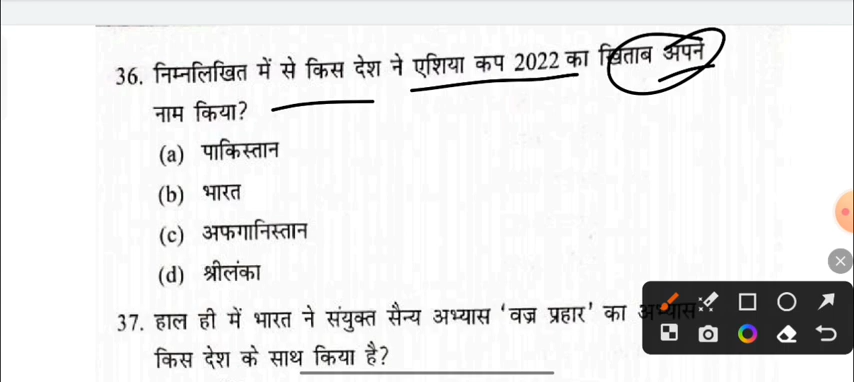 36. निम्नलिखित में से किस देश ने एशिया कप 2022 का खिताब अपने
नाम किया?
(a) पाकिस्तान
(b) भारत
(c) अफगानिस्तान
(d) श्रीलंका
37. हाल ही में भारत ने संयुक्त सैन्य अभ्यास ‘वज्र प्रहार’ का अभ्यास
किस देश के साथ किया है?